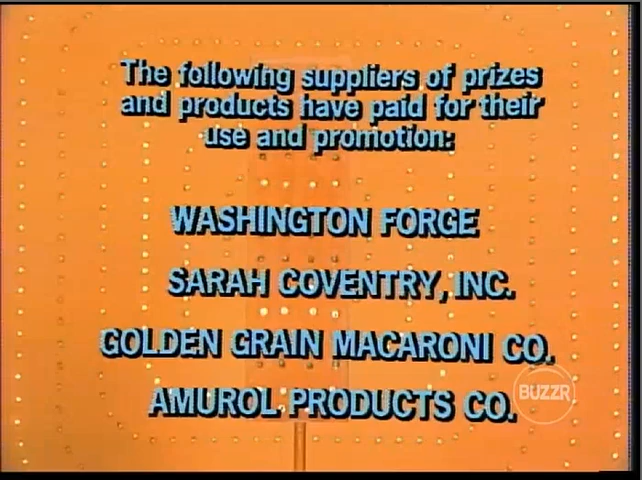 The following suppliers of prizes
and products have paid for their
use and promotion:
WASHINGTON FORGE
SARAH COVENTRY, INC.
GOLDEN GRAIN MACARONI CO.
AMUROL PRODUCTS CO.
BUZZR